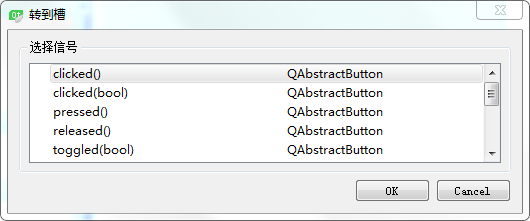 转到槽
选择信号
clicked() QAbstractButton
clicked(bool) QAbstractButton
pressed() QAbstractButton
released() QAbstractButton
toggled(bool) QAbstractButton
OK Cancel